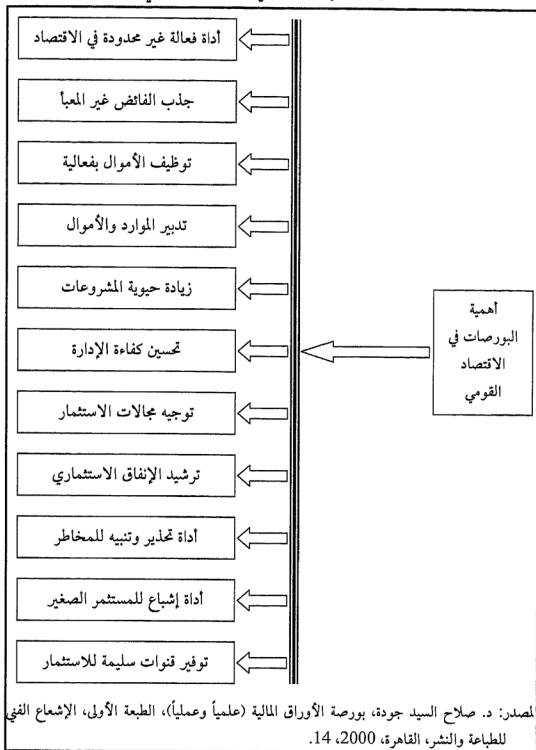 أداة فعالة غير محدودة في الاقتصاد
جذب الفائض غير المعبأ
توظيف الأموال بفعالية
تدبير الموارد والأموال
زيادة حيوية المشروعات
أهمية
البورصات في
الاقتصاد
القومي
تحسين كفاءة الإدارة
توجيه مجالات الاستثمار
ترشيد الإنفاق الاستثماري
أداة تحذير وتنبيه للمخاطر
أداة إشباع للمستثمر الصغير
توفير قنوات سليمة للاستثمار
المصدر: د. صلاح السيد جودة، بورصة الأوراق المالية (علمياً وعملياً)، الطبعة الأولى، الإشعاع الفني
للطباعة والنشر، القاهرة، 2000، 14.